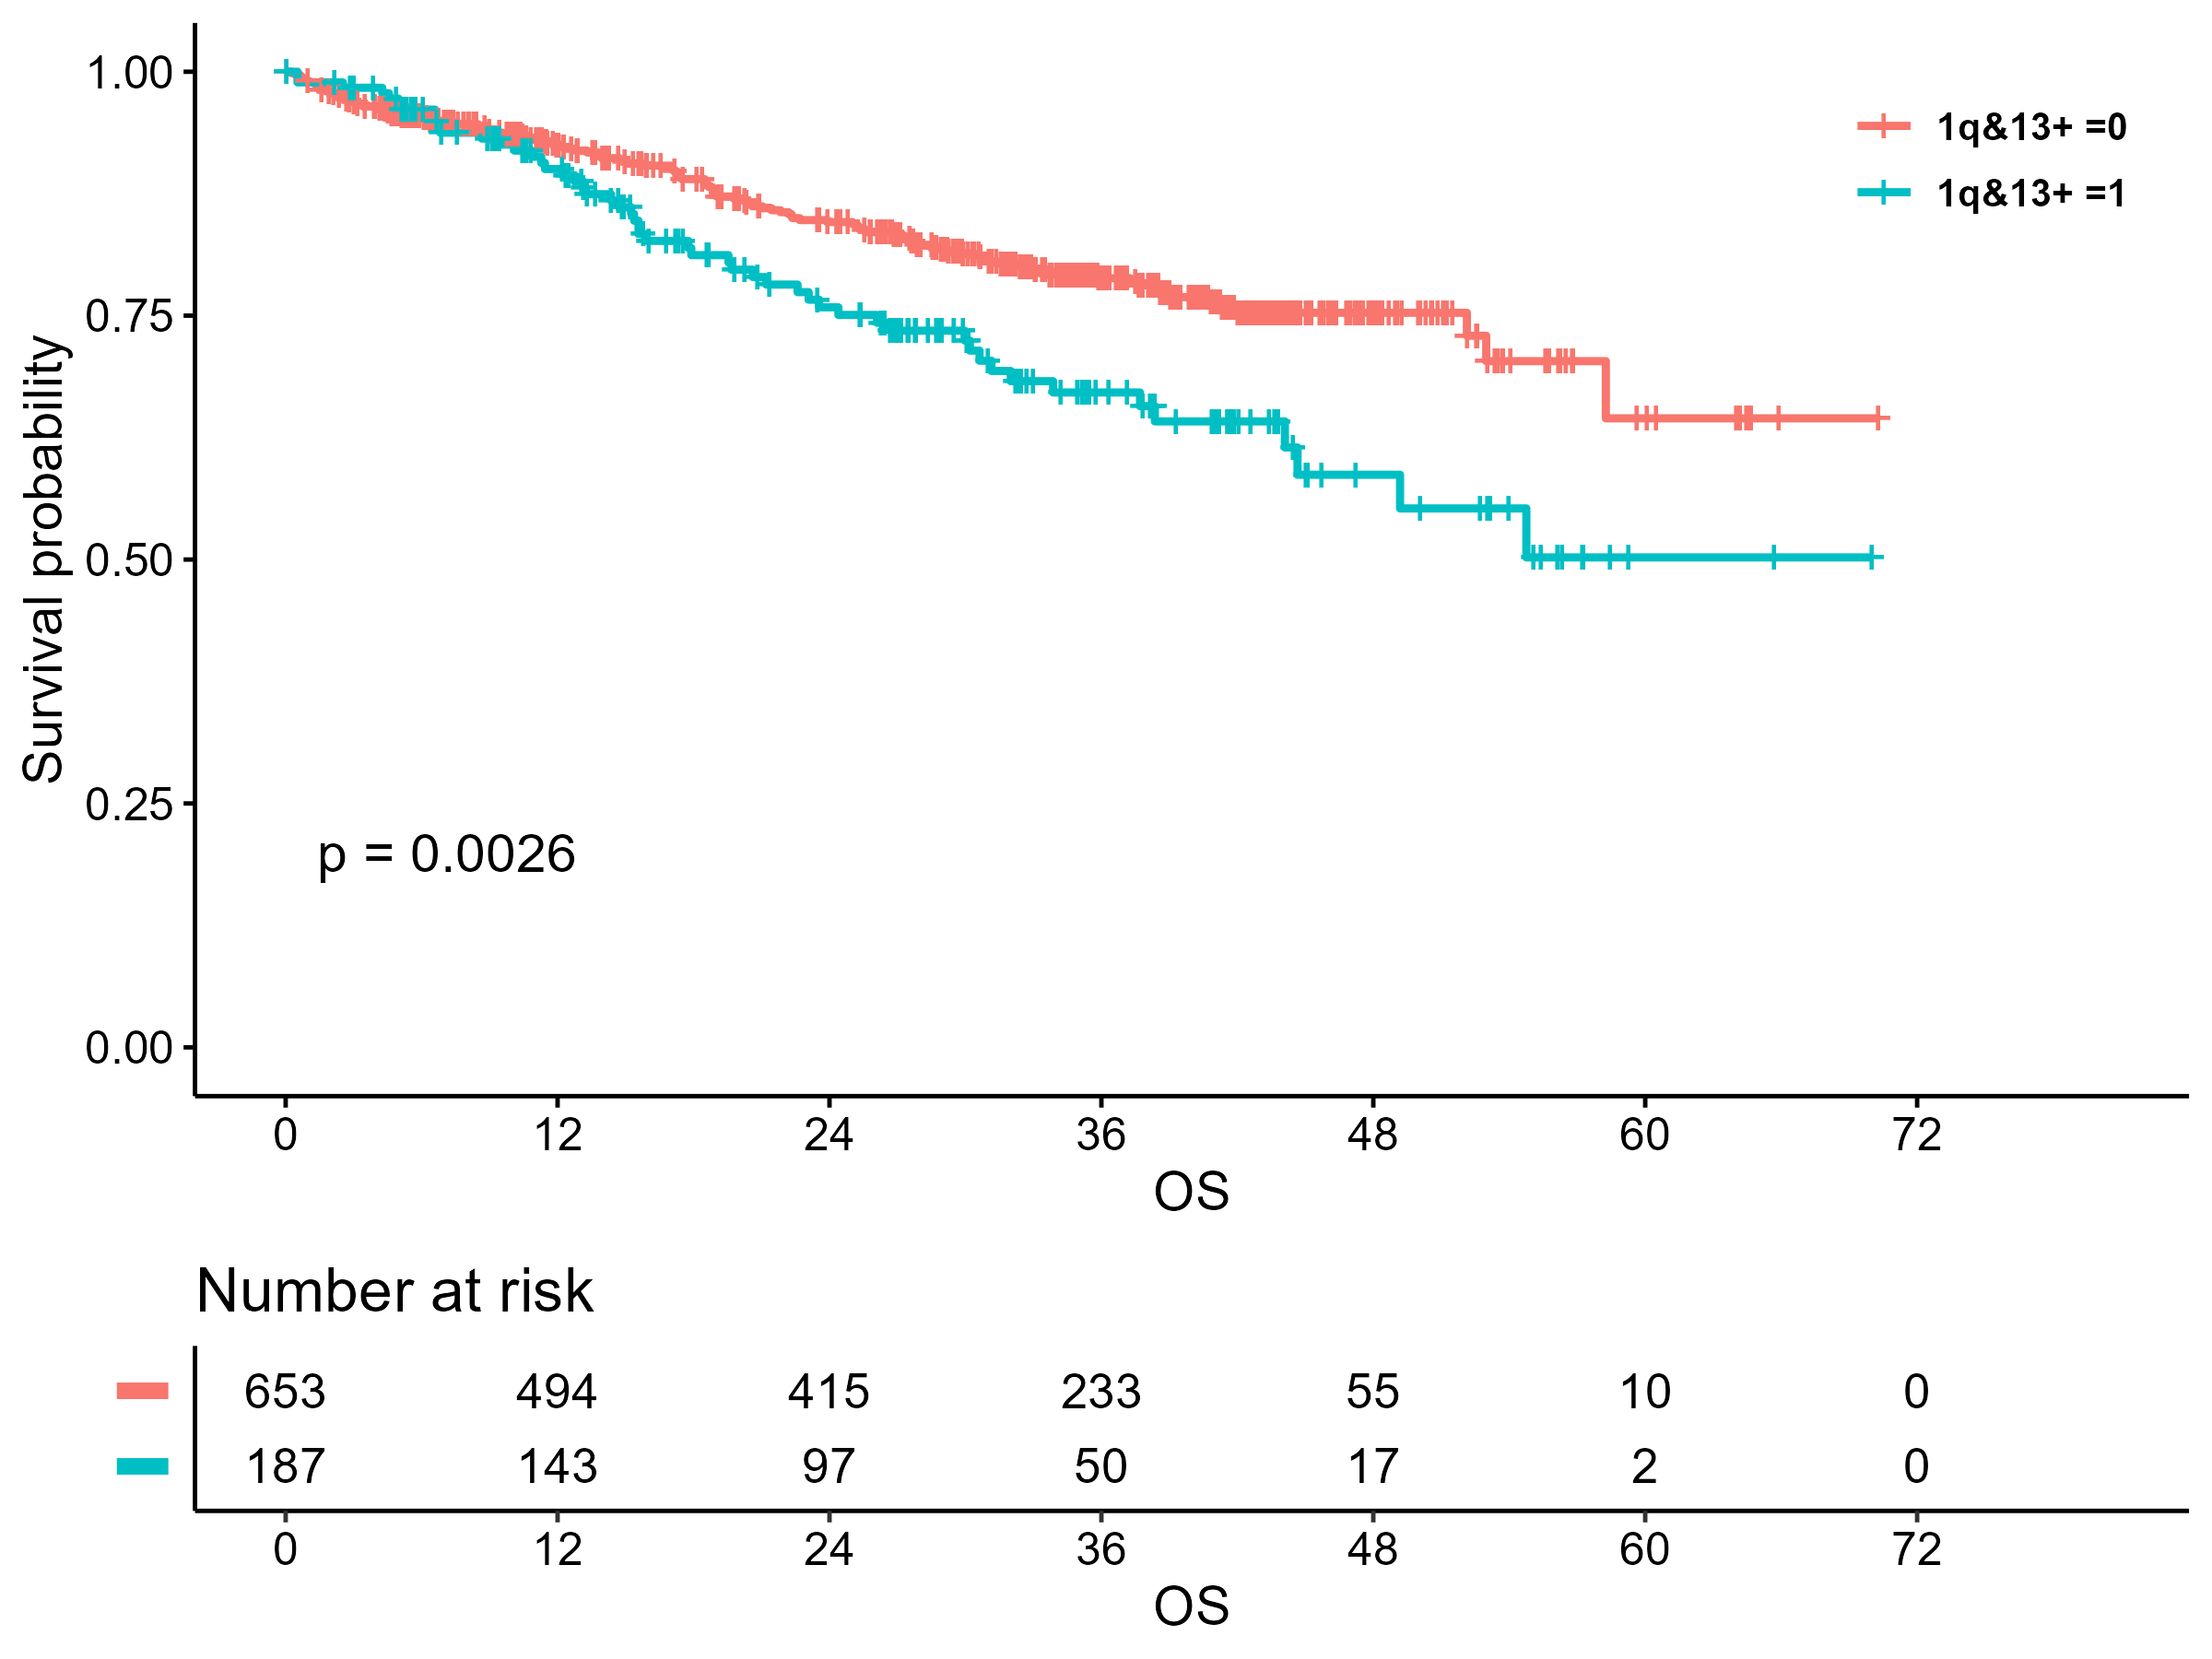 1q&13+ =0
1q&13+ =1
Survival probability
1.00
0.75
0.50
0.25
0.00
p = 0.0026
0 12 24 36 48 60 72
OS
Number at risk
653 494 415 233 55 10 0
187 143 97 50 17 2 0
0 12 24 36 48 60 72
OS